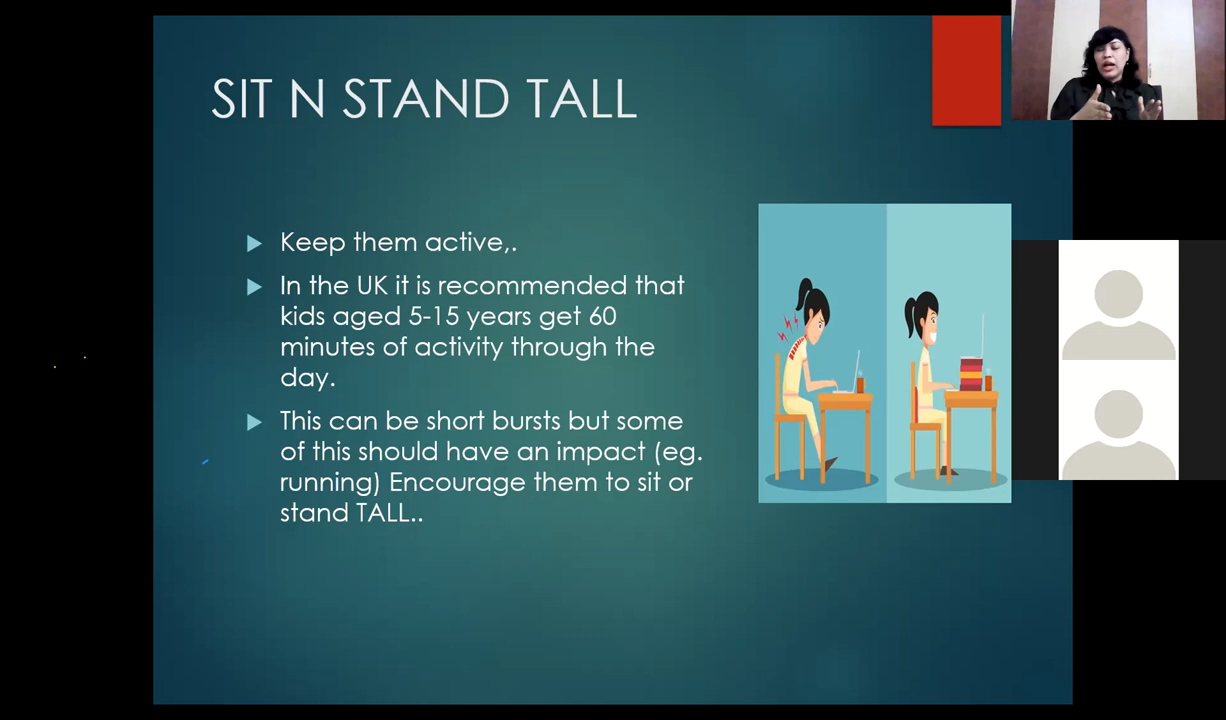 SIT N STAND TALL
Keep them active,.
In the UK it is recommended that
kids aged 5-15 years get 60
minutes of activity through the
day.
This can be short bursts but some
of this should have an impact (eg.
running) Encourage them to sit or
stand TALL..